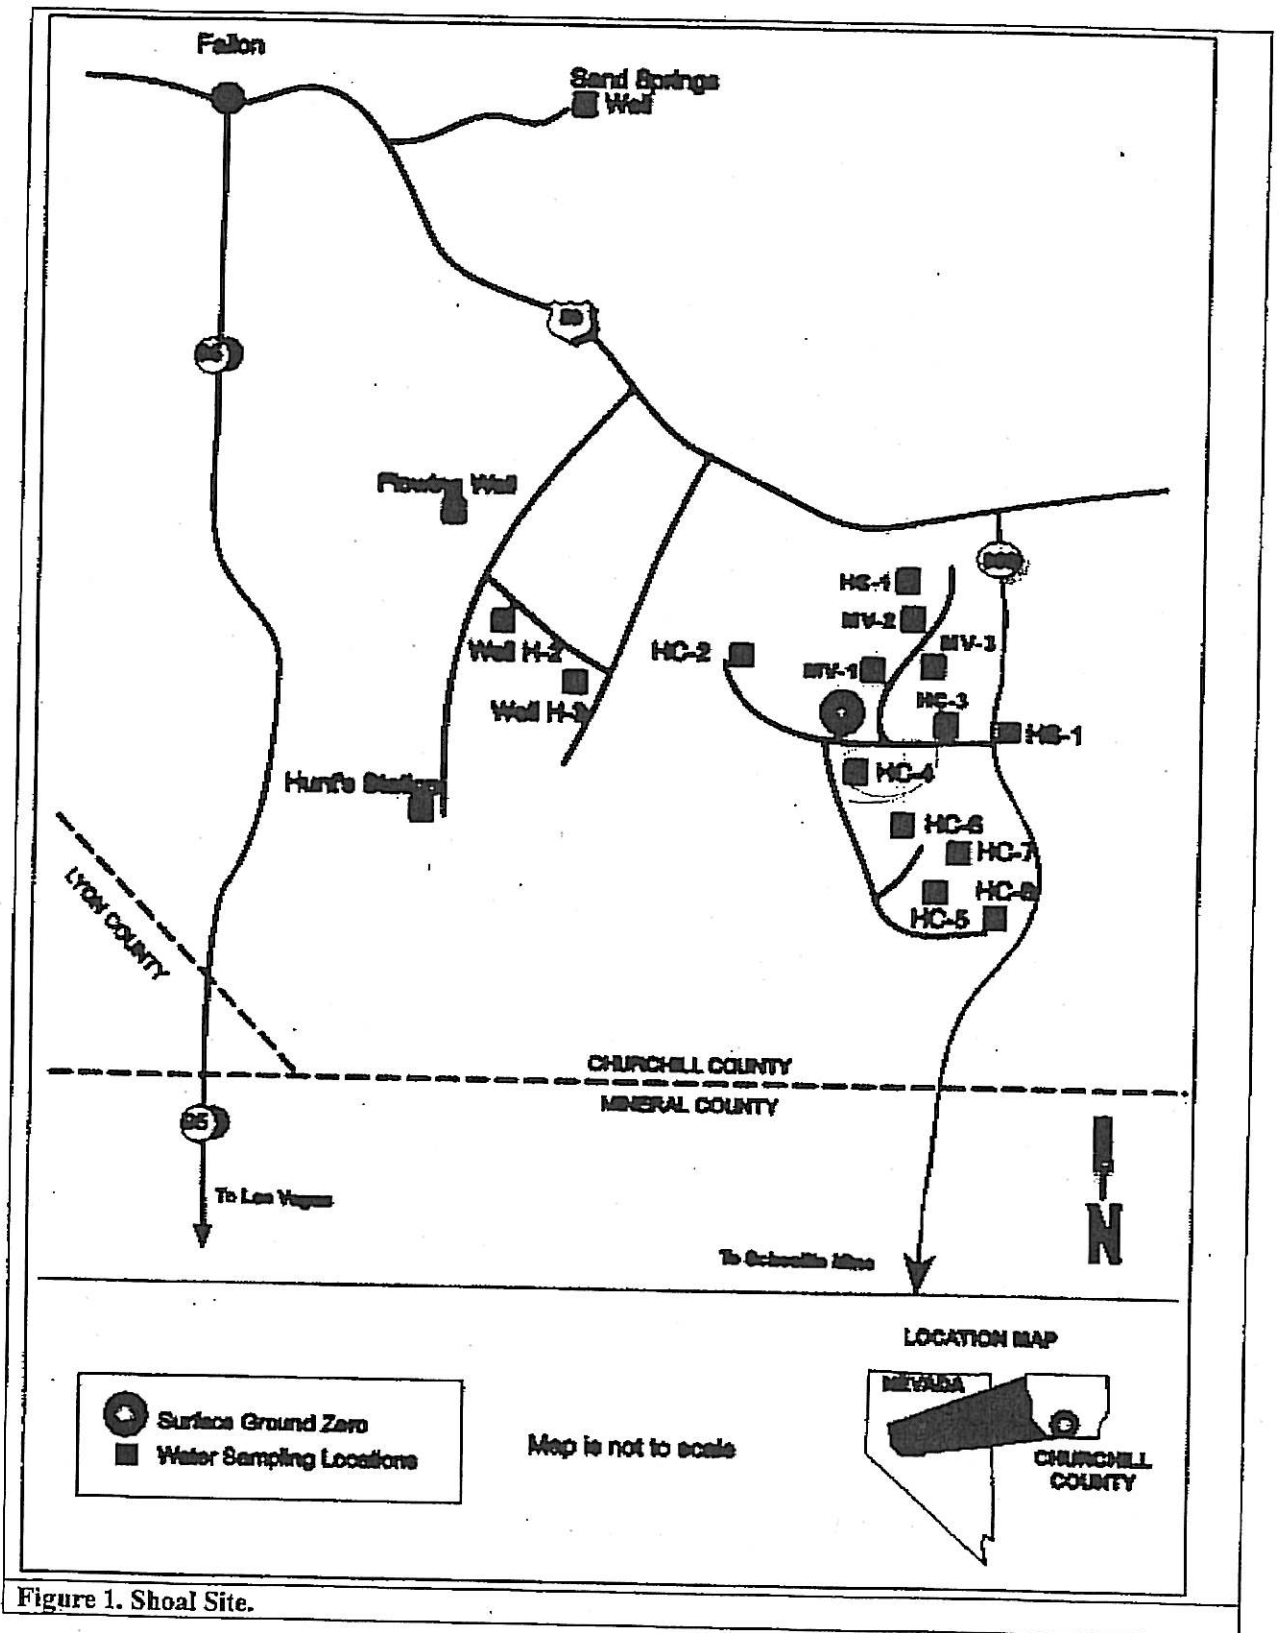 Fallon
Sand Springs
Well
50
Flowing Well
HC-1
MV-2
MV-3
HC-2
MV-1
Well H-2
HC-3
Well H-3
HS-1
HC-4
Hunt's Station
HC-6
HC-7
HC-8
HC-5
LYON COUNTY
CHURCHILL COUNTY
MINERAL COUNTY
95
To Las Vegas
N
LOCATION MAP
NEVADA
Surface Ground Zero
Water Sampling Locations
Map is not to scale
CHURCHILL
COUNTY
Figure 1. Shoal Site.